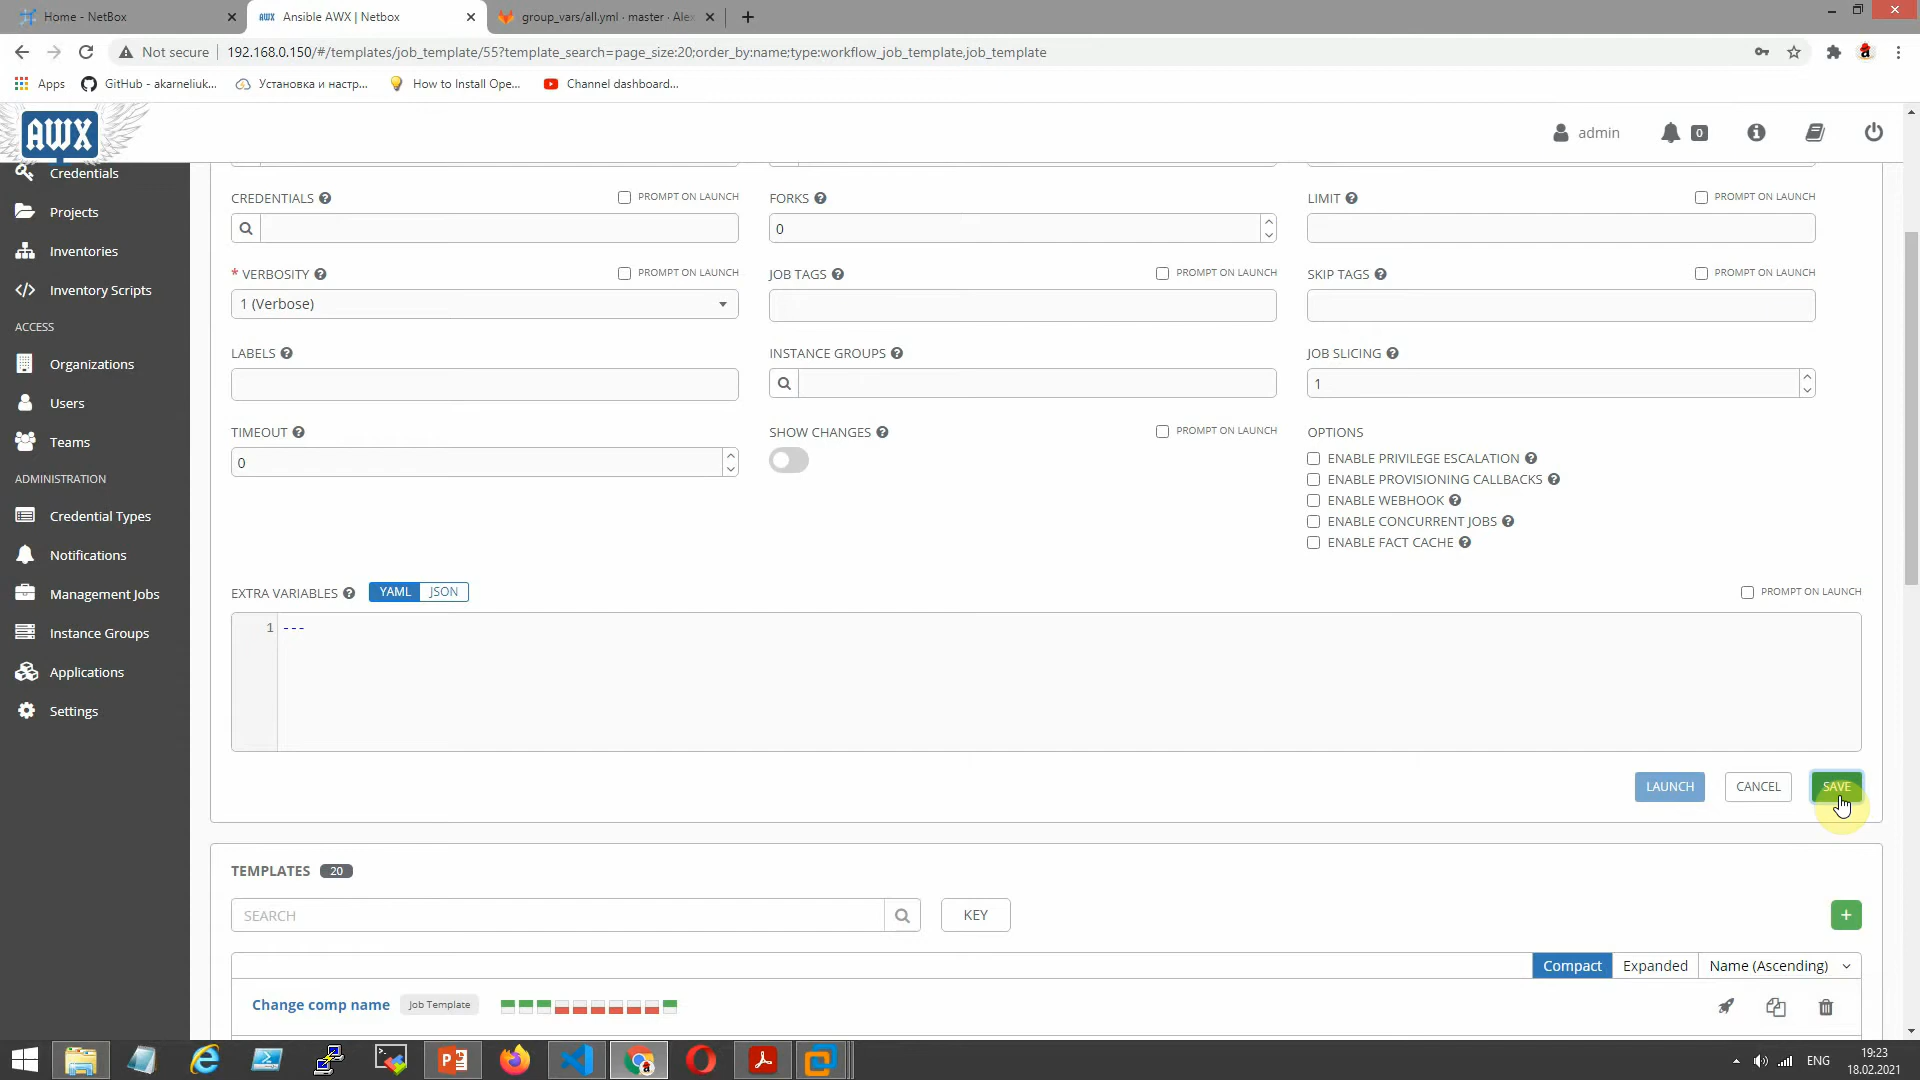 Home - NetBox
AWX Ansible AWX | Netbox
group_vars/all.yml · master · Ale
Not secure 192.168.0.150/#/templates/job_template/55?template_search=page_size:20;order_by:name;type:workflow_job_template,job_template
Apps
GitHub - akarneliuk...
Установка и настр...
How to Install Ope...
Channel dashboard...
AWX
admin
0
Credentials
Projects
Inventories
Inventory Scripts
ACCESS
Organizations
Users
Teams
ADMINISTRATION
Credential Types
Notifications
Management Jobs
Instance Groups
Applications
Settings
CREDENTIALS
PROMPT ON LAUNCH
FORKS
0
LIMIT
PROMPT ON LAUNCH
* VERBOSITY
PROMPT ON LAUNCH
1 (Verbose)
JOB TAGS
PROMPT ON LAUNCH
SKIP TAGS
PROMPT ON LAUNCH
LABELS
INSTANCE GROUPS
JOB SLICING
1
TIMEOUT
0
SHOW CHANGES
PROMPT ON LAUNCH
OPTIONS
ENABLE PRIVILEGE ESCALATION
ENABLE PROVISIONING CALLBACKS
ENABLE WEBHOOK
ENABLE CONCURRENT JOBS
ENABLE FACT CACHE
EXTRA VARIABLES
YAML JSON
PROMPT ON LAUNCH
1 ---
LAUNCH CANCEL SAVE
TEMPLATES 20
SEARCH
KEY
Compact Expanded Name (Ascending)
Change comp name Job Template
ENG
19:23
18.02.2021